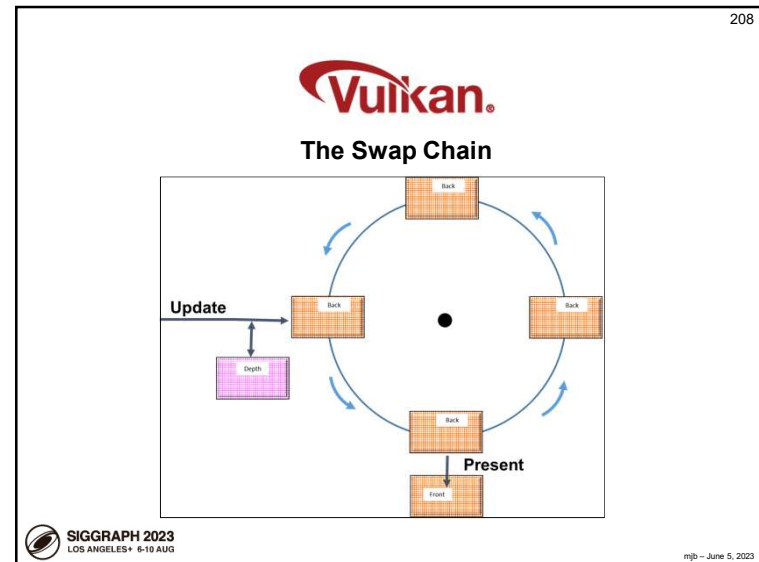 208
Vulkan®
The Swap Chain
Back
Update
Back
Back
Depth
Back
Present
Front
SIGGRAPH 2023
LOS ANGELES+ 6-10 AUG
mjb – June 5, 2023